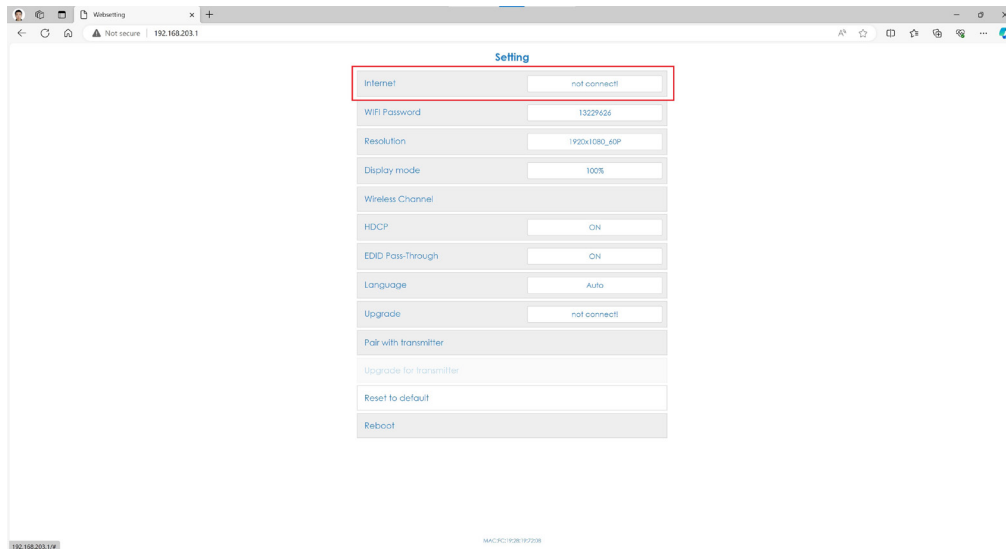 Websetting
Not secure 192.168.203.1
Setting
Internet not connect!
WiFi Password 13229626
Resolution 1920x1080_60P
Display mode 100%
Wireless Channel
HDCP ON
EDID Pass-Through ON
Language Auto
Upgrade not connect!
Pair with transmitter
Upgrade for transmitter
Reset to default
Reboot
192.168.203.1/#